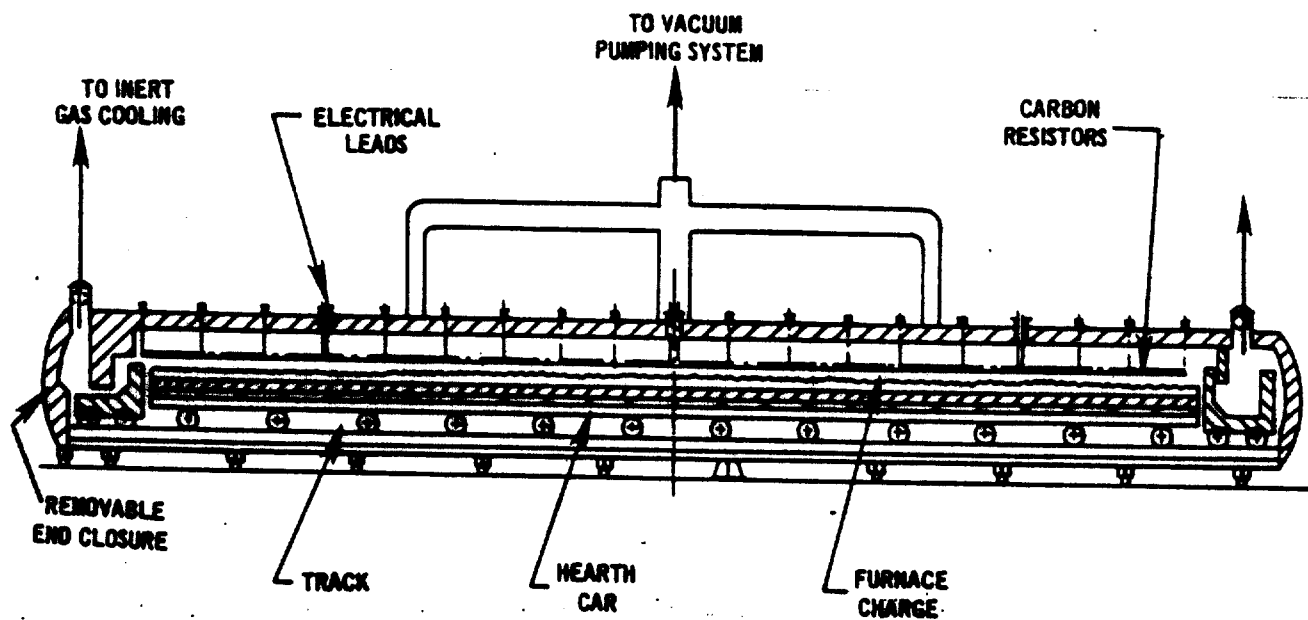 TO VACUUM
PUMPING SYSTEM
TO INERT
GAS COOLING
ELECTRICAL
LEADS
CARBON
RESISTORS
REMOVABLE
END CLOSURE
TRACK
HEARTH
CAR
FURNACE
CHARGE